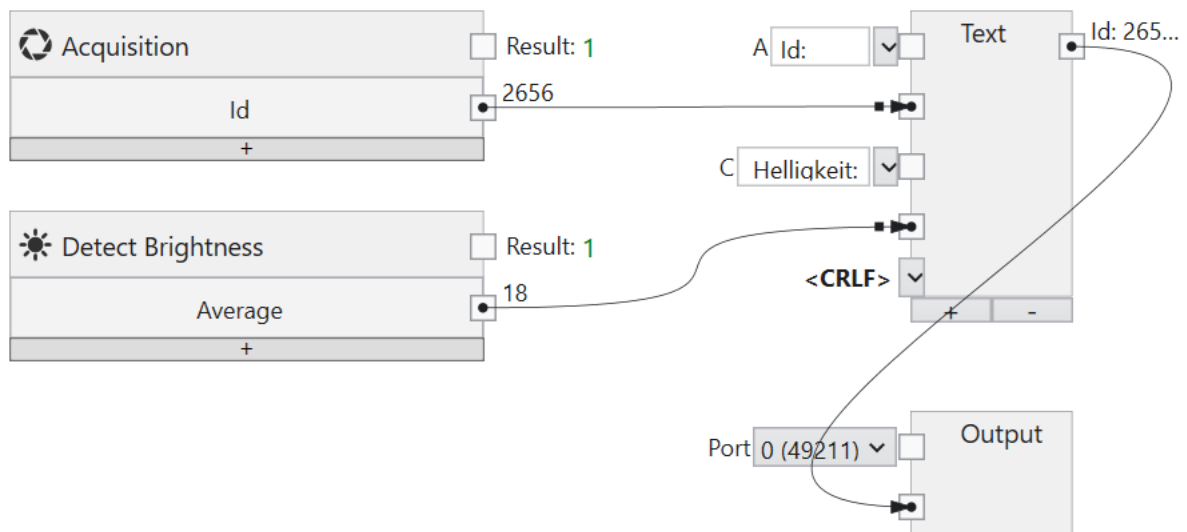 Acquisition
Result: 1
Id
2656
+
Detect Brightness
Result: 1
Average
18
+
Text
A Id:
Id: 265...
C Helligkeit:
<CRLF>
+ -
Output
Port 0 (49211)